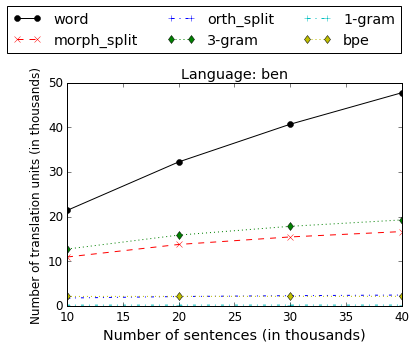 word orth_split 1-gram
morph_split 3-gram bpe
Language: ben
Number of translation units (in thousands)
50
40
30
20
10
0
10 15 20 25 30 35 40
Number of sentences (in thousands)